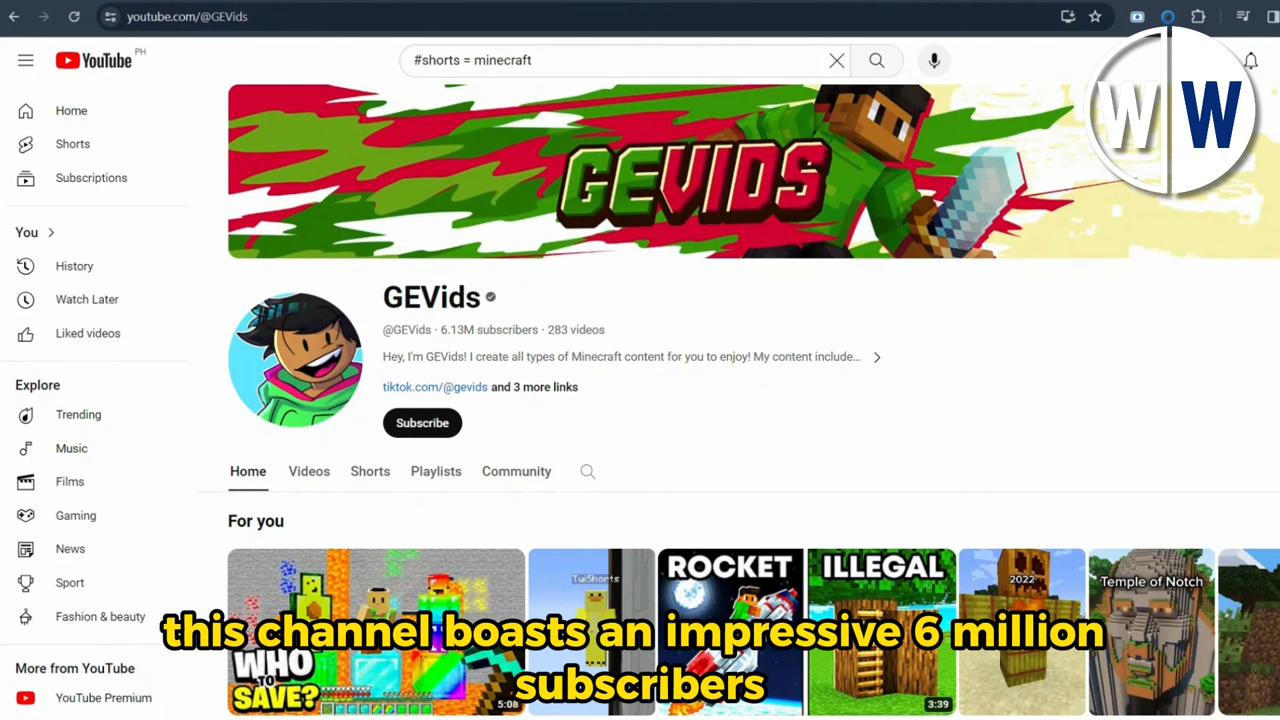 youtube.com/@GEVids
YouTube PH
#shorts = minecraft
W W
Home
Shorts
Subscriptions
You
History
Watch Later
Liked videos
Explore
Trending
Music
Films
Gaming
News
Sport
Fashion & beauty
More from YouTube
YouTube Premium
GEVIDS
GEVids
@GEVids · 6.13M subscribers · 283 videos
Hey, I'm GEVids! I create all types of Minecraft content for you to enjoy! My content include...
tiktok.com/@gevids and 3 more links
Subscribe
Home Videos Shorts Playlists Community
For you
WHO TO SAVE?
5:08
TwiShorts
ROCKET
ILLEGAL
3:39
2022
Temple of Notch
this channel boasts an impressive 6 million
subscribers